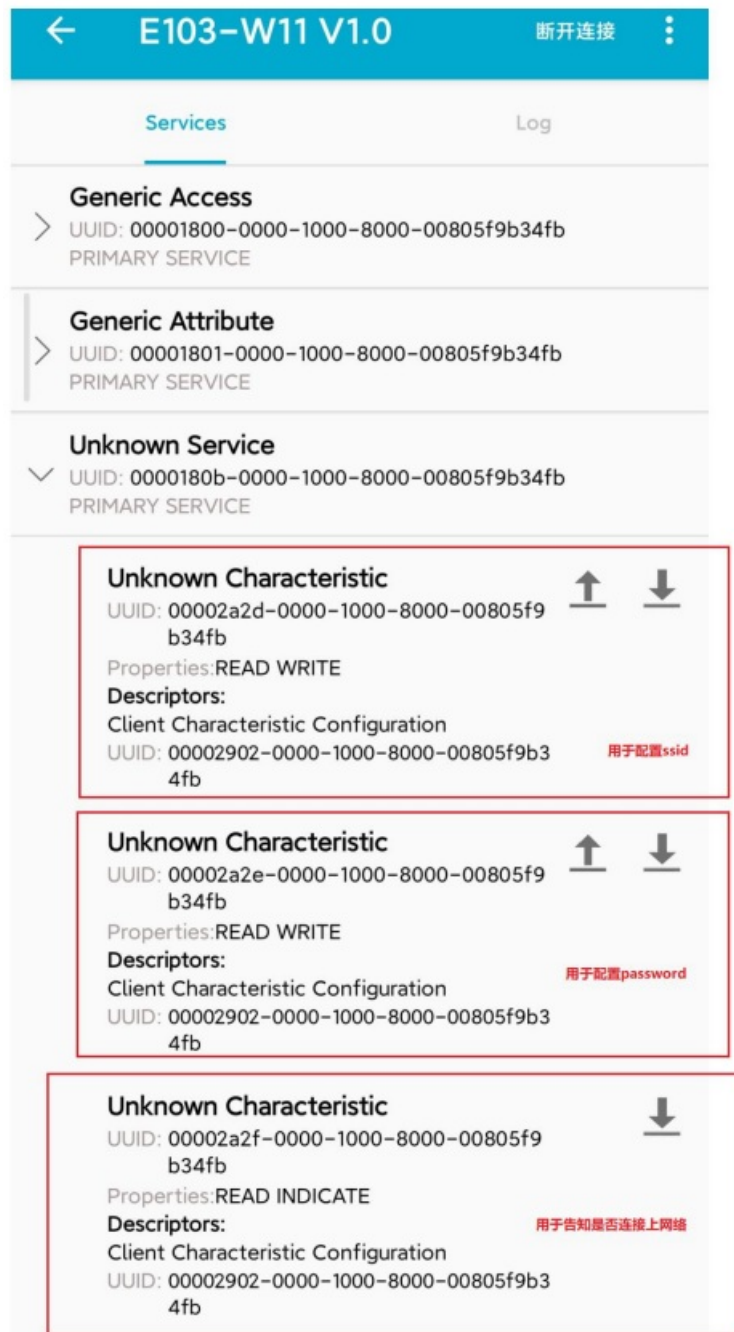 E103-W11 V1.0 断开连接
Services Log
Generic Access
UUID: 00001800-0000-1000-8000-00805f9b34fb
PRIMARY SERVICE
Generic Attribute
UUID: 00001801-0000-1000-8000-00805f9b34fb
PRIMARY SERVICE
Unknown Service
UUID: 0000180b-0000-1000-8000-00805f9b34fb
PRIMARY SERVICE
Unknown Characteristic
UUID: 00002a2d-0000-1000-8000-00805f9
b34fb
Properties:READ WRITE
Descriptors:
Client Characteristic Configuration
UUID: 00002902-0000-1000-8000-00805f9b3 用于配置ssid
4fb
Unknown Characteristic
UUID: 00002a2e-0000-1000-8000-00805f9
b34fb
Properties:READ WRITE
Descriptors:
Client Characteristic Configuration 用于配置password
UUID: 00002902-0000-1000-8000-00805f9b3
4fb
Unknown Characteristic
UUID: 00002a2f-0000-1000-8000-00805f9
b34fb
Properties:READ INDICATE
Descriptors: 用于告知是否连接上网络
Client Characteristic Configuration
UUID: 00002902-0000-1000-8000-00805f9b3
4fb